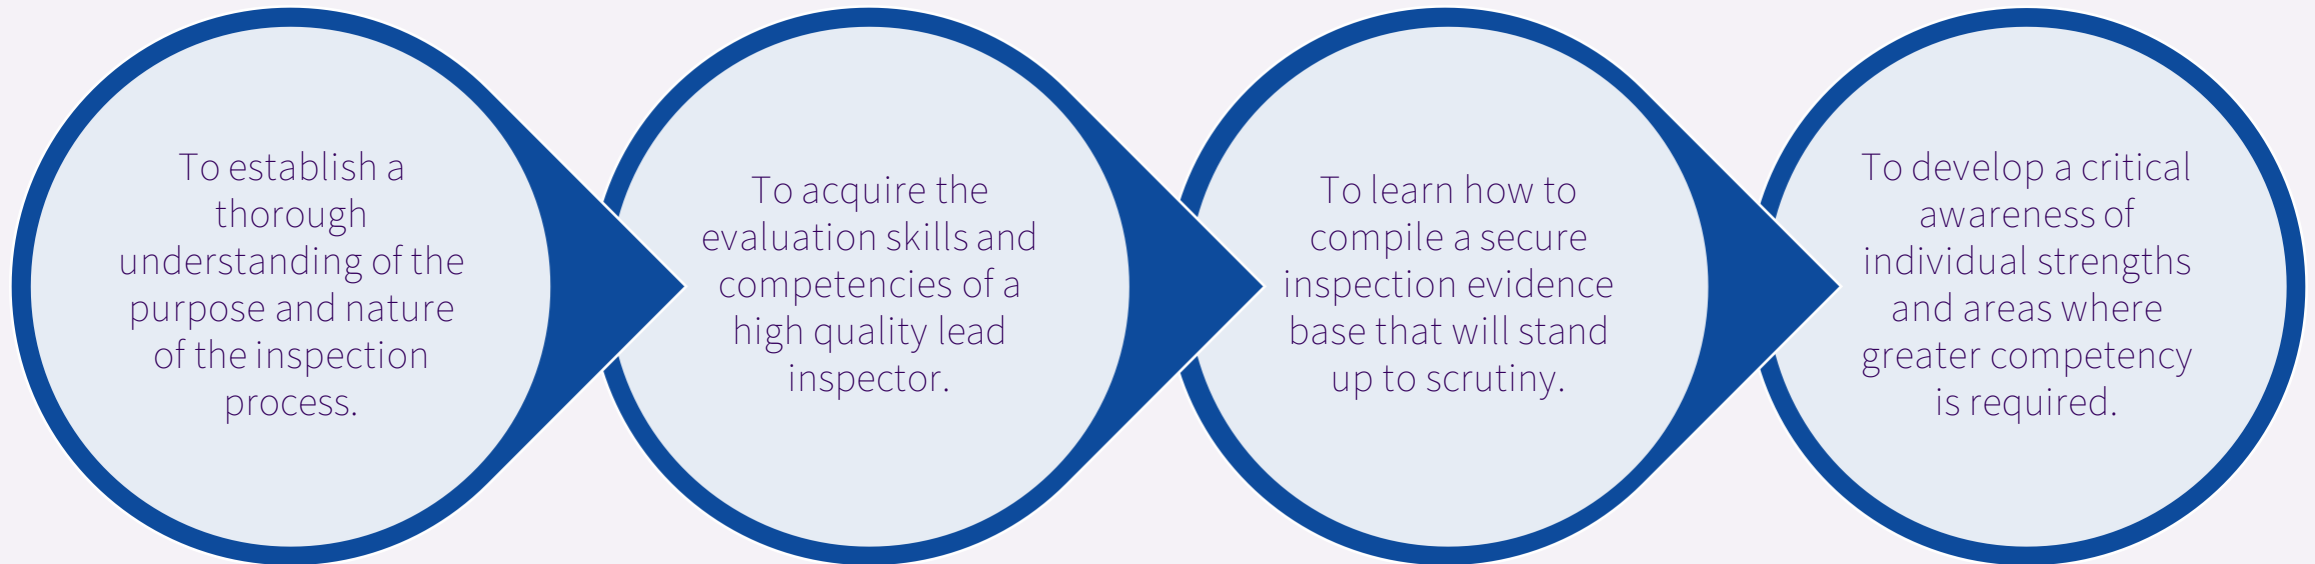 To establish a
thorough
understanding of the
purpose and nature
of the inspection
process.
To acquire the
evaluation skills and
competencies of a
high quality lead
inspector.
To learn how to
compile a secure
inspection evidence
base that will stand
up to scrutiny.
To develop a critical
awareness of
individual strengths
and areas where
greater competency
is required.